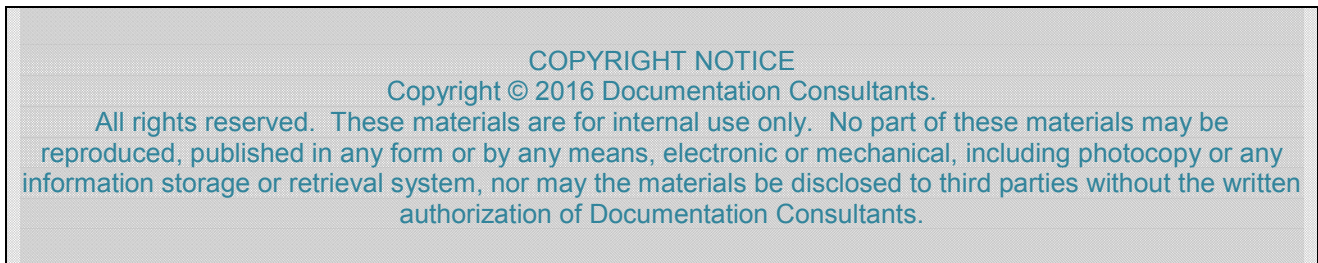 COPYRIGHT NOTICE
Copyright © 2016 Documentation Consultants.
All rights reserved.  These materials are for internal use only.  No part of these materials may be
reproduced, published in any form or by any means, electronic or mechanical, including photocopy or any
information storage or retrieval system, nor may the materials be disclosed to third parties without the written
authorization of Documentation Consultants.